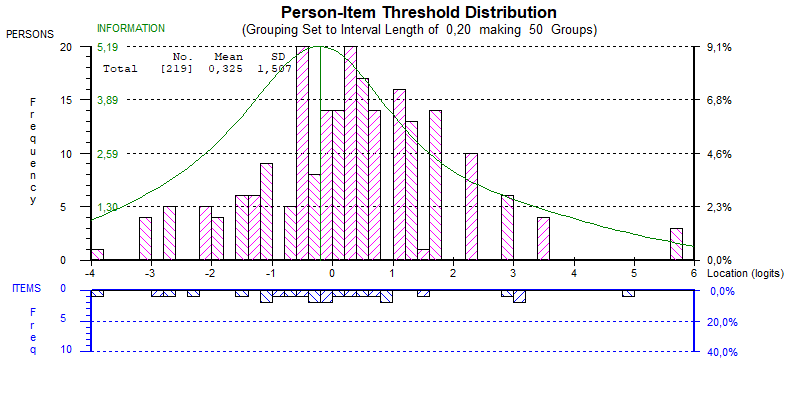 Person-Item Threshold Distribution
(Grouping Set to Interval Length of 0,20 making 50 Groups)
PERSONS
INFORMATION
20 5,19 9,1%
No. Mean SD
Total [219] 0,325 1,507
15 3,89 6,8%
10 2,59 4,6%
5 1,30 2,3%
0 0,0%
Frequency
-4 -3 -2 -1 0 1 2 3 4 5 6 Location (logits)
ITEMS 0 0,0%
5 20,0%
10 40,0%
Freq